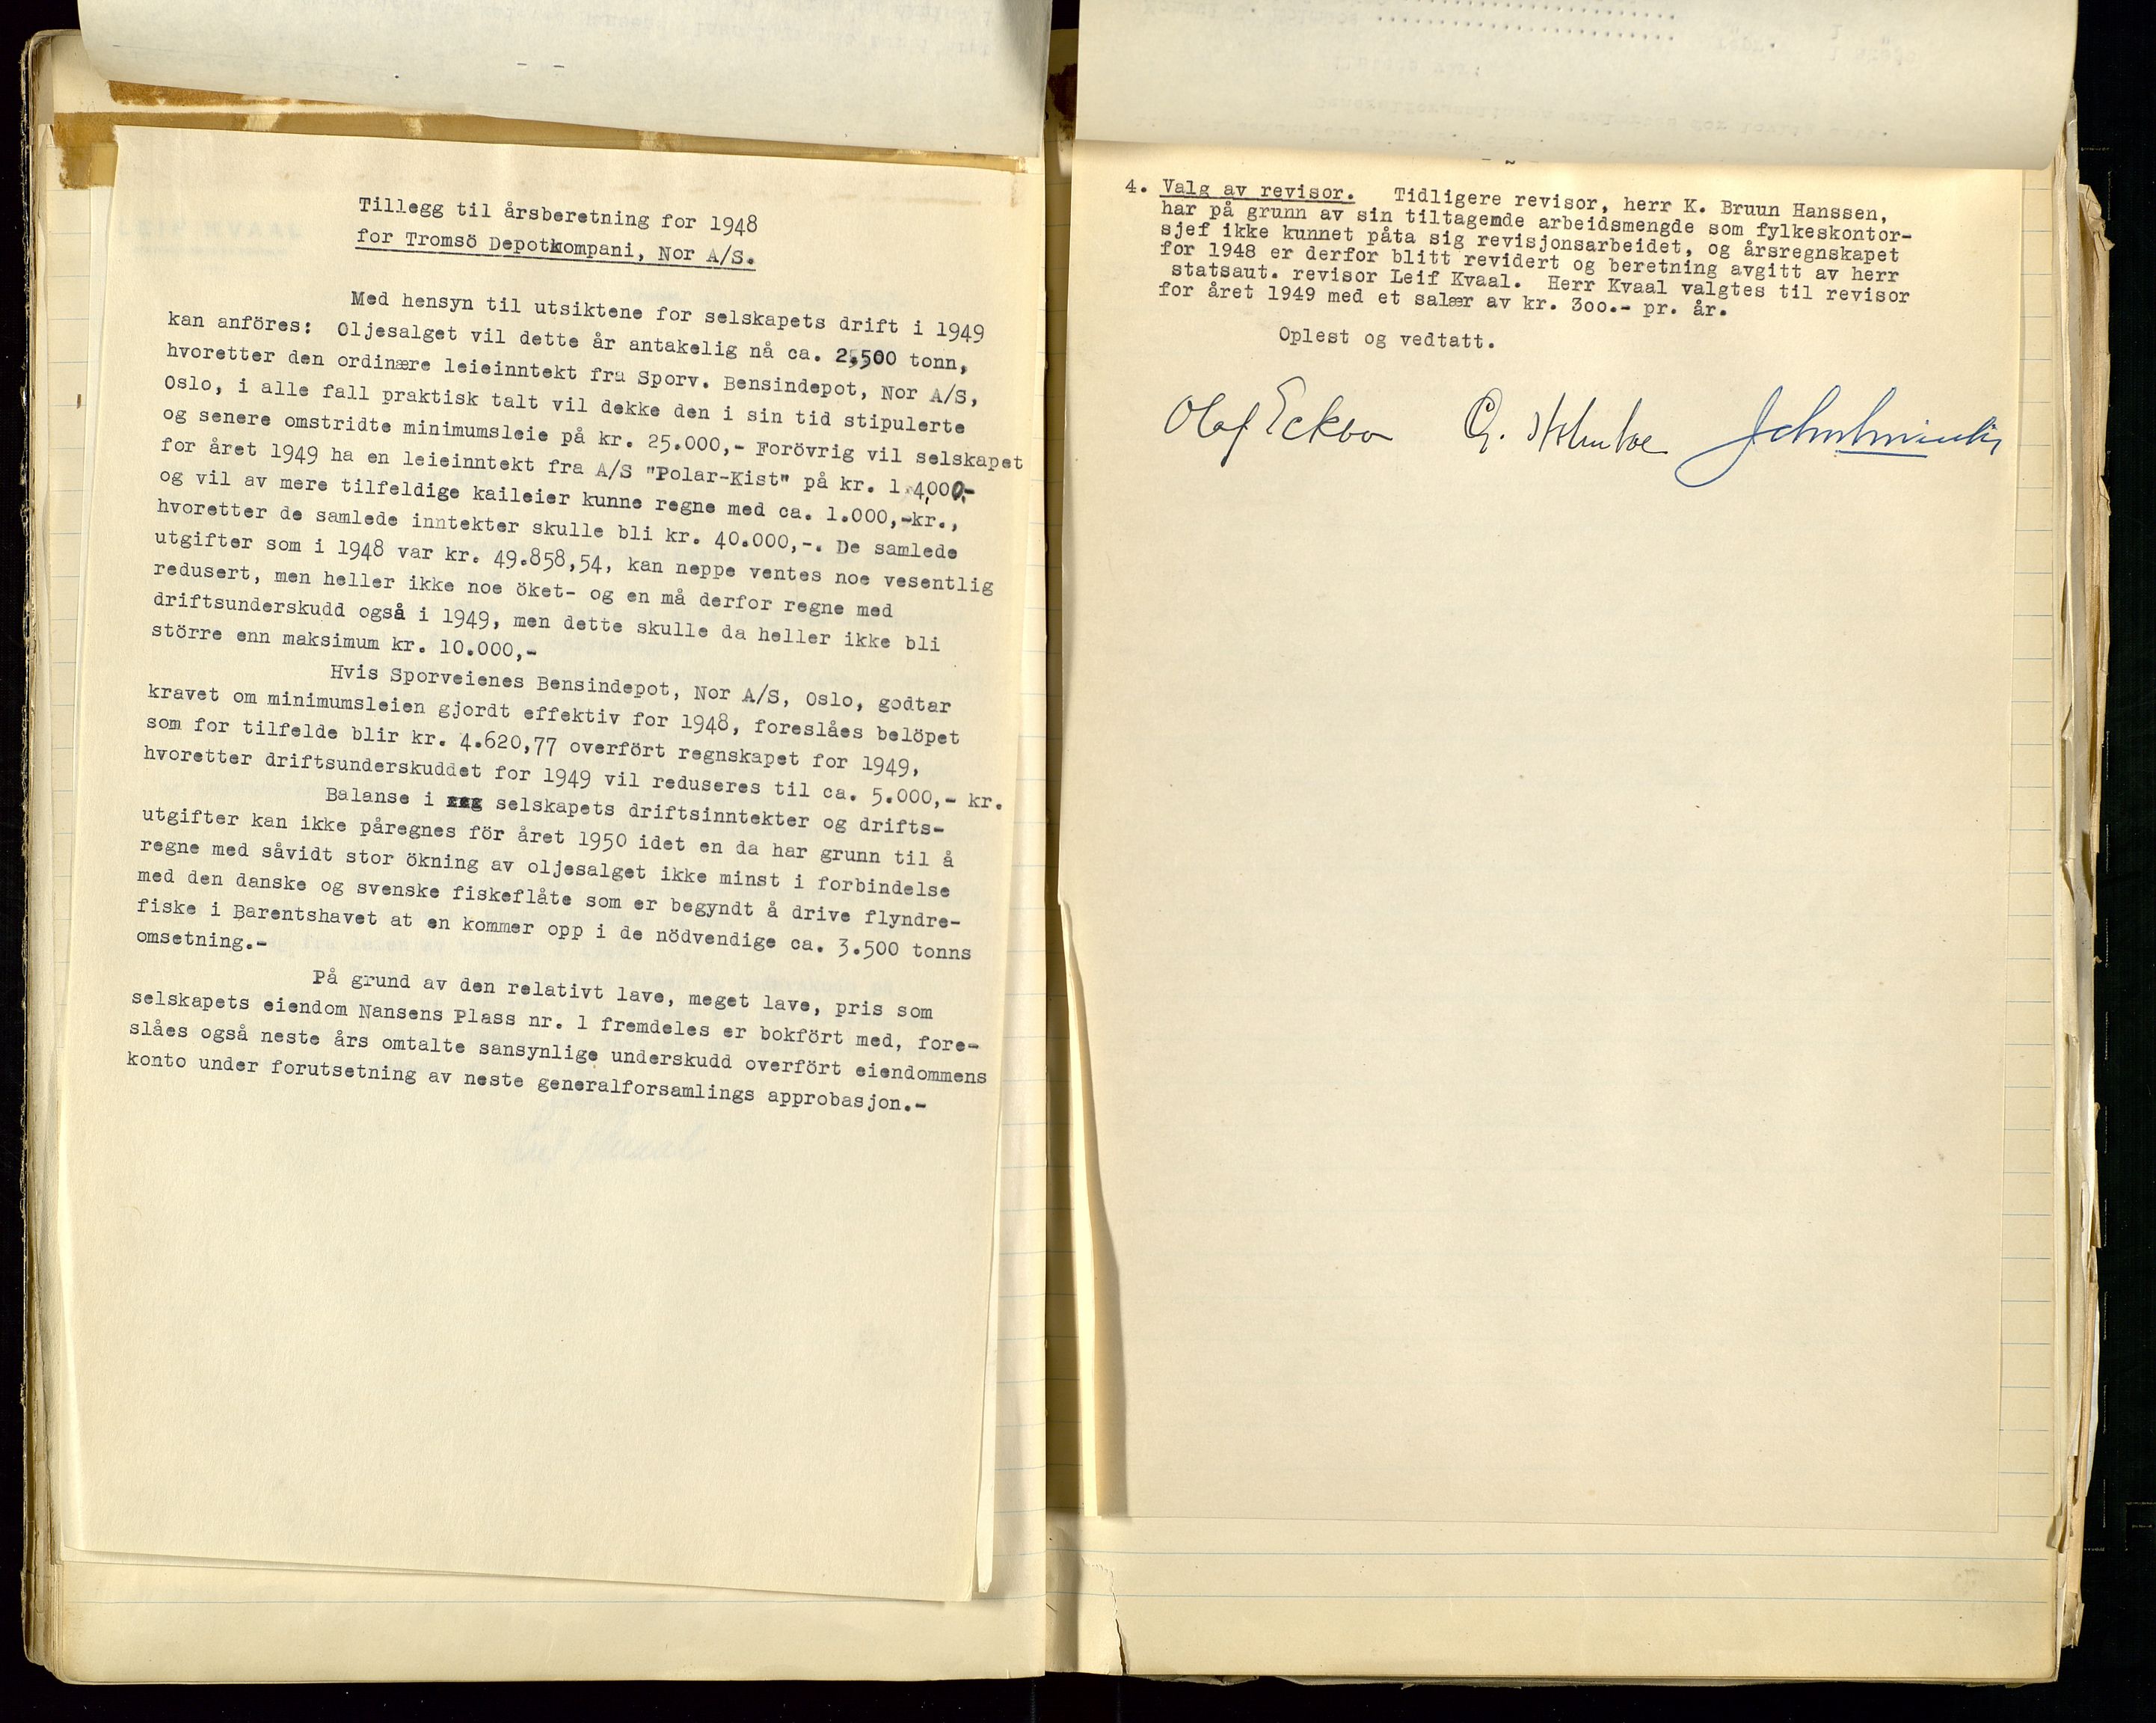 Tillegg til årsberetning for 1948
for Tromsö Depotkompani, Nor A/S.
Med hensyn til utsiktene for selskapets drift i 1949
kan anföres: Oljesalget vil dette år antakelig nå ca. 2.500 tonn,
hvoretter den ordinære leieinntekt fra Sporv. Bensindepot, Nor A/S,
Oslo, i alle fall praktisk talt vil dekke den i sin tid stipulerte
og senere omstridte minimumsleie på kr. 25.000,- Forövrig vil selskapet
for året 1949 ha en leieinntekt fra A/S "Polar-Kist" på kr. 14,000,-
og vil av mere tilfeldige kaileier kunne regne med ca. 1.000,-kr.,
hvoretter de samlede inntekter skulle bli kr. 40.000,-. De samlede
utgifter som i 1948 var kr. 49.858,54, kan neppe ventes noe vesentlig
redusert, men heller ikke noe öket- og en må derfor regne med
driftsunderskudd også i 1949, men dette skulle da heller ikke bli
större enn maksimum kr. 10.000,-
Hvis Sporveienes Bensindepot, Nor A/S, Oslo, godtar
kravet om minimumsleien gjordt effektiv for 1948, foreslåes belöpet
som for tilfelde blir kr. 4.620,77 overfört regnskapet for 1949,
hvoretter driftsunderskuddet for 1949 vil reduseres til ca. 5.000,- kr.
Balanse i selskapets driftsinntekter og drifts-
utgifter kan ikke påregnes för året 1950 idet en da har grunn til å
regne med såvidt stor ökning av oljesalget ikke minst i forbindelse
med den danske og svenske fiskeflåte som er begyndt å drive flyndre-
fiske i Barentshavet at en kommer opp i de nödvendige ca. 3.500 tonns
omsetning.-
På grund av den relativt lave, meget lave, pris som
selskapets eiendom Nansens Plass nr. 1 fremdeles er bokfört med, fore-
slåes også neste års omtalte sansynlige underskudd overfört eiendommens
konto under forutsetning av neste generalforsamlings approbasjon.-
4. Valg av revisor. Tidligere revisor, herr K. Bruun Hanssen,
har på grunn av sin tiltagende arbeidsmengde som fylkeskontor-
sjef ikke kunnet påta sig revisjonsarbeidet, og årsregnskapet
for 1948 er derfor blitt revidert og beretning avgitt av herr
statsaut. revisor Leif Kvaal. Herr Kvaal valgtes til revisor
for året 1949 med et salær av kr. 300.- pr. år.
Oplest og vedtatt.
Olaf Eckbo G. Holmboe